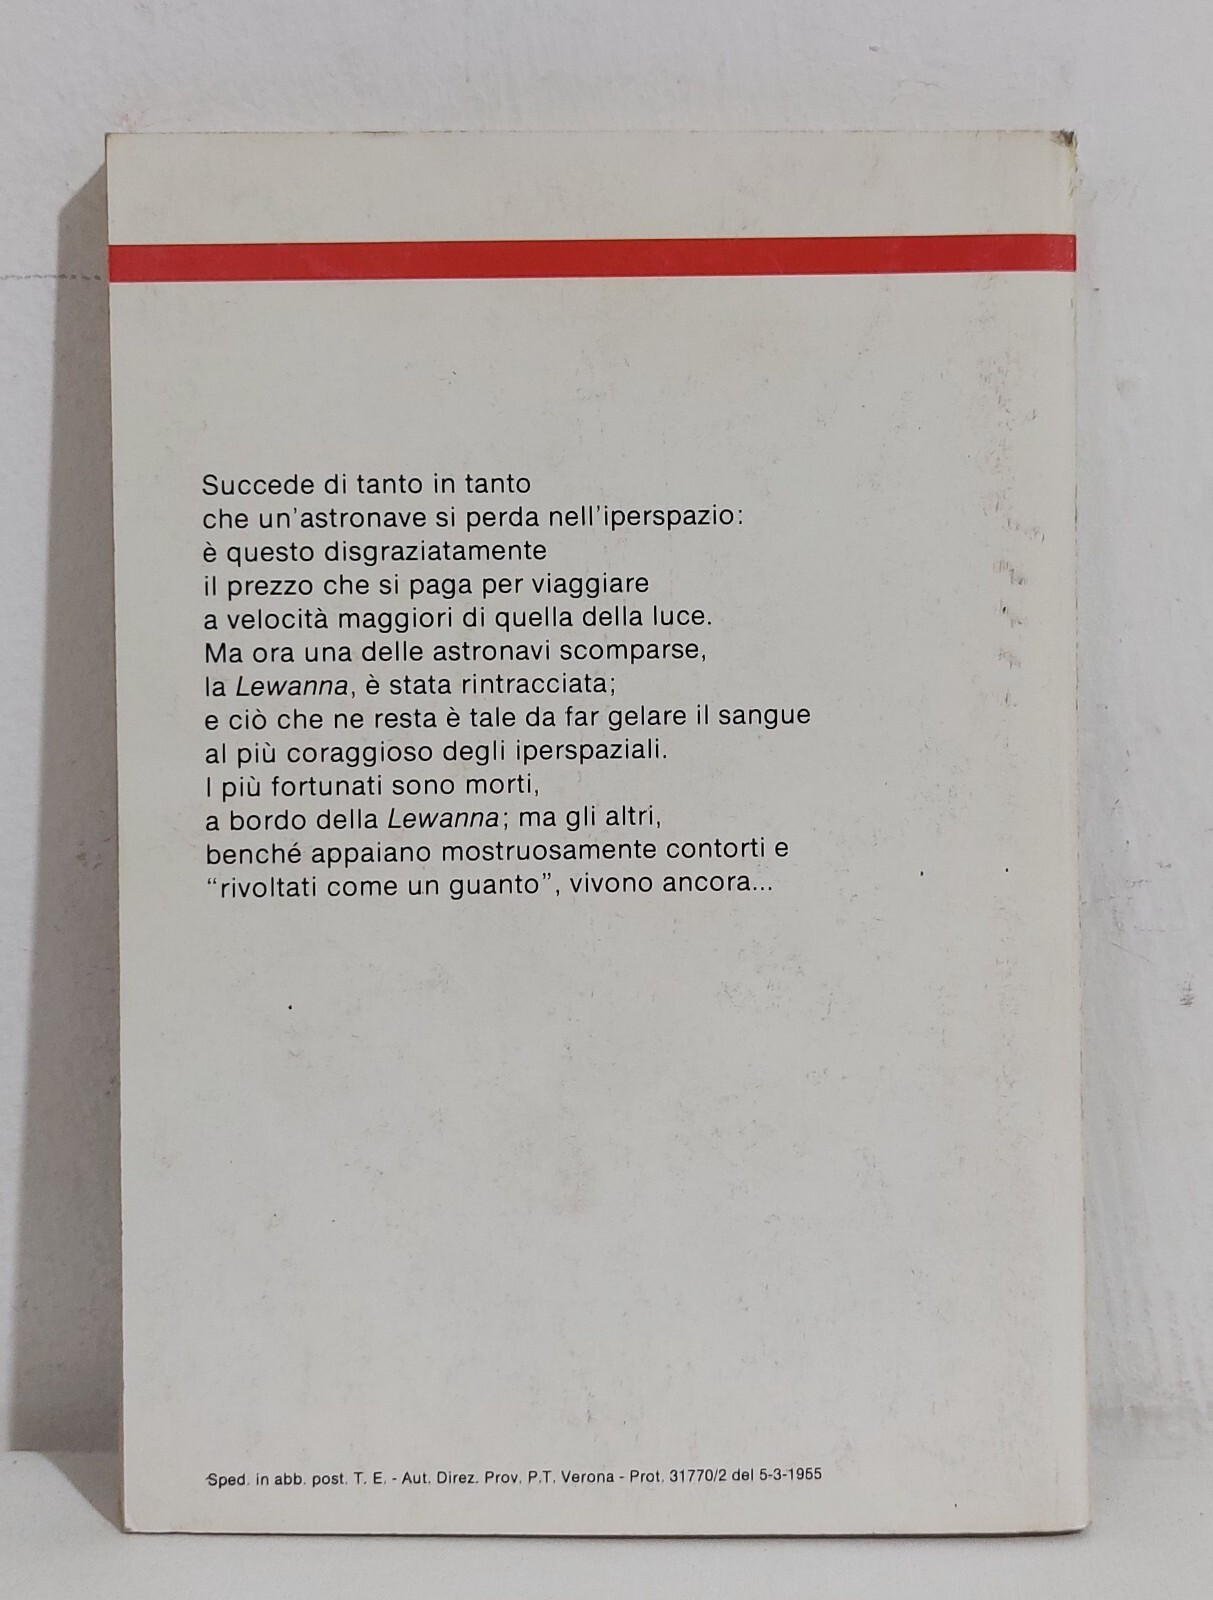 Succede di tanto in tanto
che un'astronave si perda nell'iperspazio:
è questo disgraziatamente
il prezzo che si paga per viaggiare
a velocità maggiori di quella della luce.
Ma ora una delle astronavi scomparse,
la Lewanna, è stata rintracciata;
e ciò che ne resta è tale da far gelare il sangue
al più coraggioso degli iperspaziali.
I più fortunati sono morti,
a bordo della Lewanna; ma gli altri,
benché appaiano mostruosamente contorti e
“rivoltati come un guanto”, vivono ancora...
Sped. in abb. post. T. E. - Aut. Direz. Prov. P.T. Verona - Prot. 31770/2 del 5-3-1955